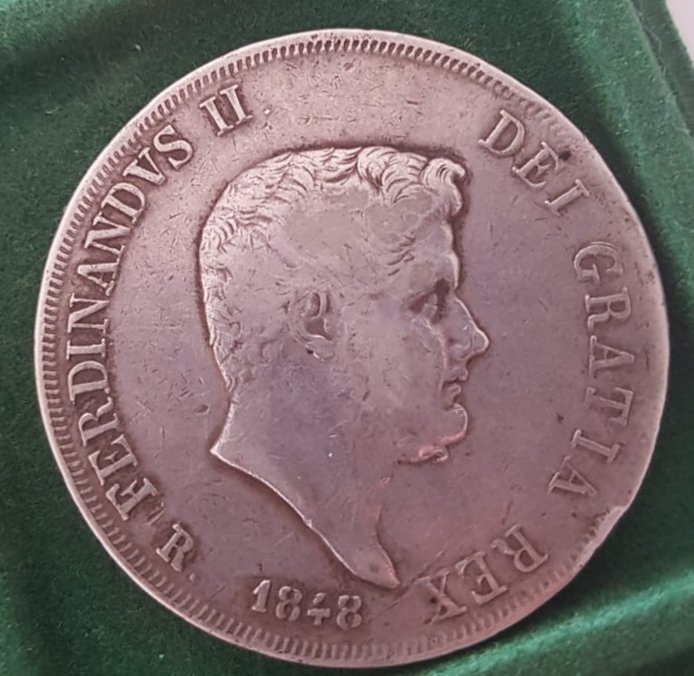 FERDINANDVS II DEI GRATIA REX
R.
1848